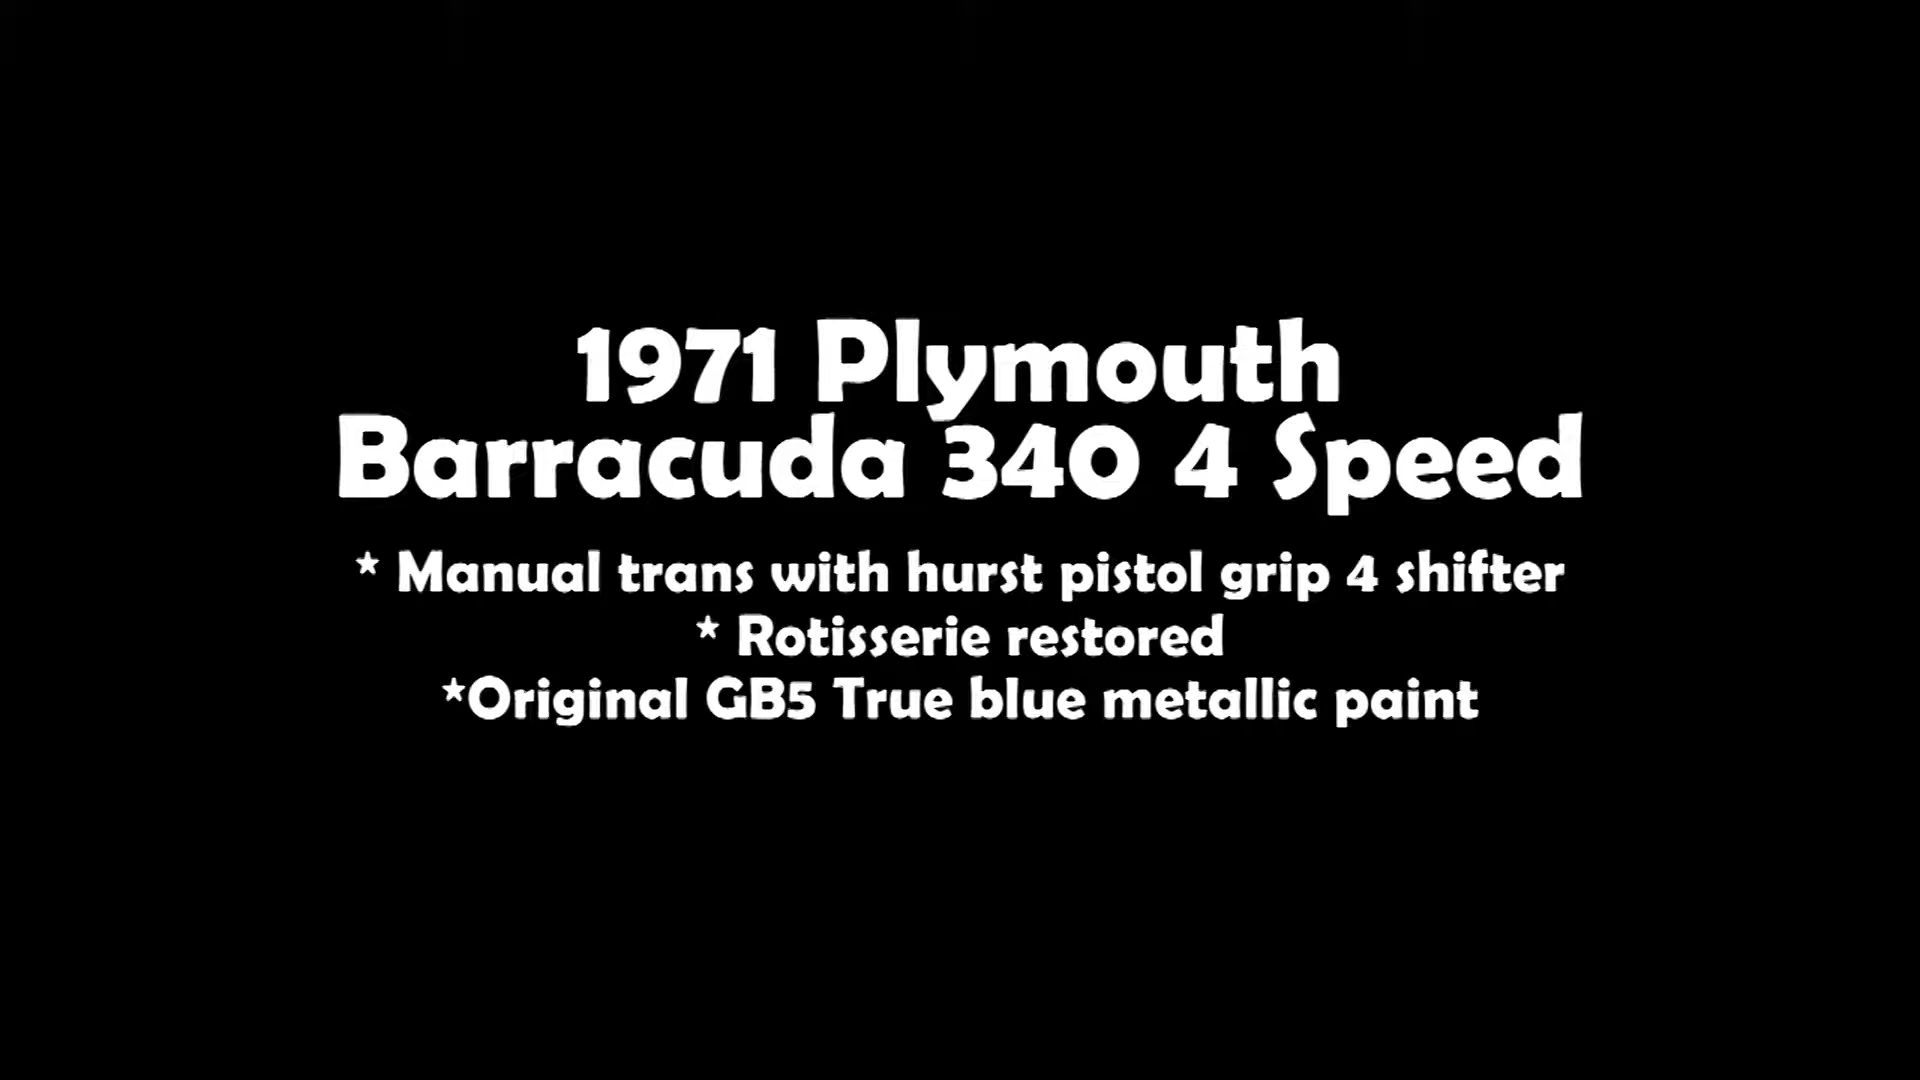 1971 Plymouth
Barracuda 340 4 Speed
* Manual trans with hurst pistol grip 4 shifter
* Rotisserie restored
*Original GB5 True blue metallic paint